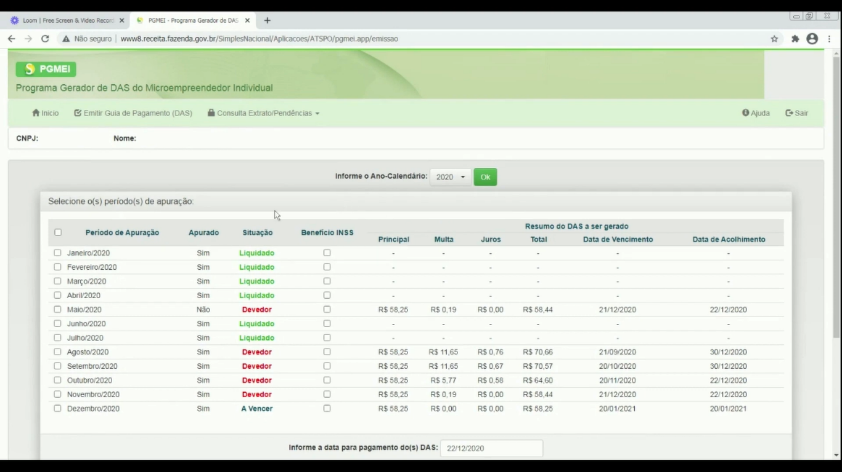 Loom | Free Screen & Video Record
PGMEI - Programa Gerador de DAS
Não seguro | www8.receita.fazenda.gov.br/SimplesNacional/Aplicacoes/ATSPO/pgmei.app/emissao
PGMEI
Programa Gerador de DAS do Microempreendedor Individual
Início Emitir Guia de Pagamento (DAS) Consulta Extrato/Pendências Ajuda Sair
CNPJ: Nome:
Informe o Ano-Calendário: 2020 Ok
Selecione o(s) período(s) de apuração:
Resumo do DAS a ser gerado
Período de Apuração Apurado Situação Benefício INSS Principal Multa Juros Total Data de Vencimento Data de Acolhimento
Janeiro/2020 Sim Liquidado - - - - - -
Fevereiro/2020 Sim Liquidado - - - - - -
Março/2020 Sim Liquidado - - - - - -
Abril/2020 Sim Liquidado - - - - - -
Maio/2020 Não Devedor R$ 58,25 R$ 0,19 R$ 0,00 R$ 58,44 21/12/2020 22/12/2020
Junho/2020 Sim Liquidado - - - - - -
Julho/2020 Sim Liquidado - - - - - -
Agosto/2020 Sim Devedor R$ 58,25 R$ 11,65 R$ 0,76 R$ 70,66 21/09/2020 30/12/2020
Setembro/2020 Sim Devedor R$ 58,25 R$ 11,65 R$ 0,67 R$ 70,57 20/10/2020 30/12/2020
Outubro/2020 Sim Devedor R$ 58,25 R$ 5,77 R$ 0,58 R$ 64,60 20/11/2020 22/12/2020
Novembro/2020 Sim Devedor R$ 58,25 R$ 0,19 R$ 0,00 R$ 58,44 21/12/2020 22/12/2020
Dezembro/2020 Sim A Vencer R$ 58,25 R$ 0,00 R$ 0,00 R$ 58,25 20/01/2021 20/01/2021
Informe a data para pagamento do(s) DAS: 22/12/2020